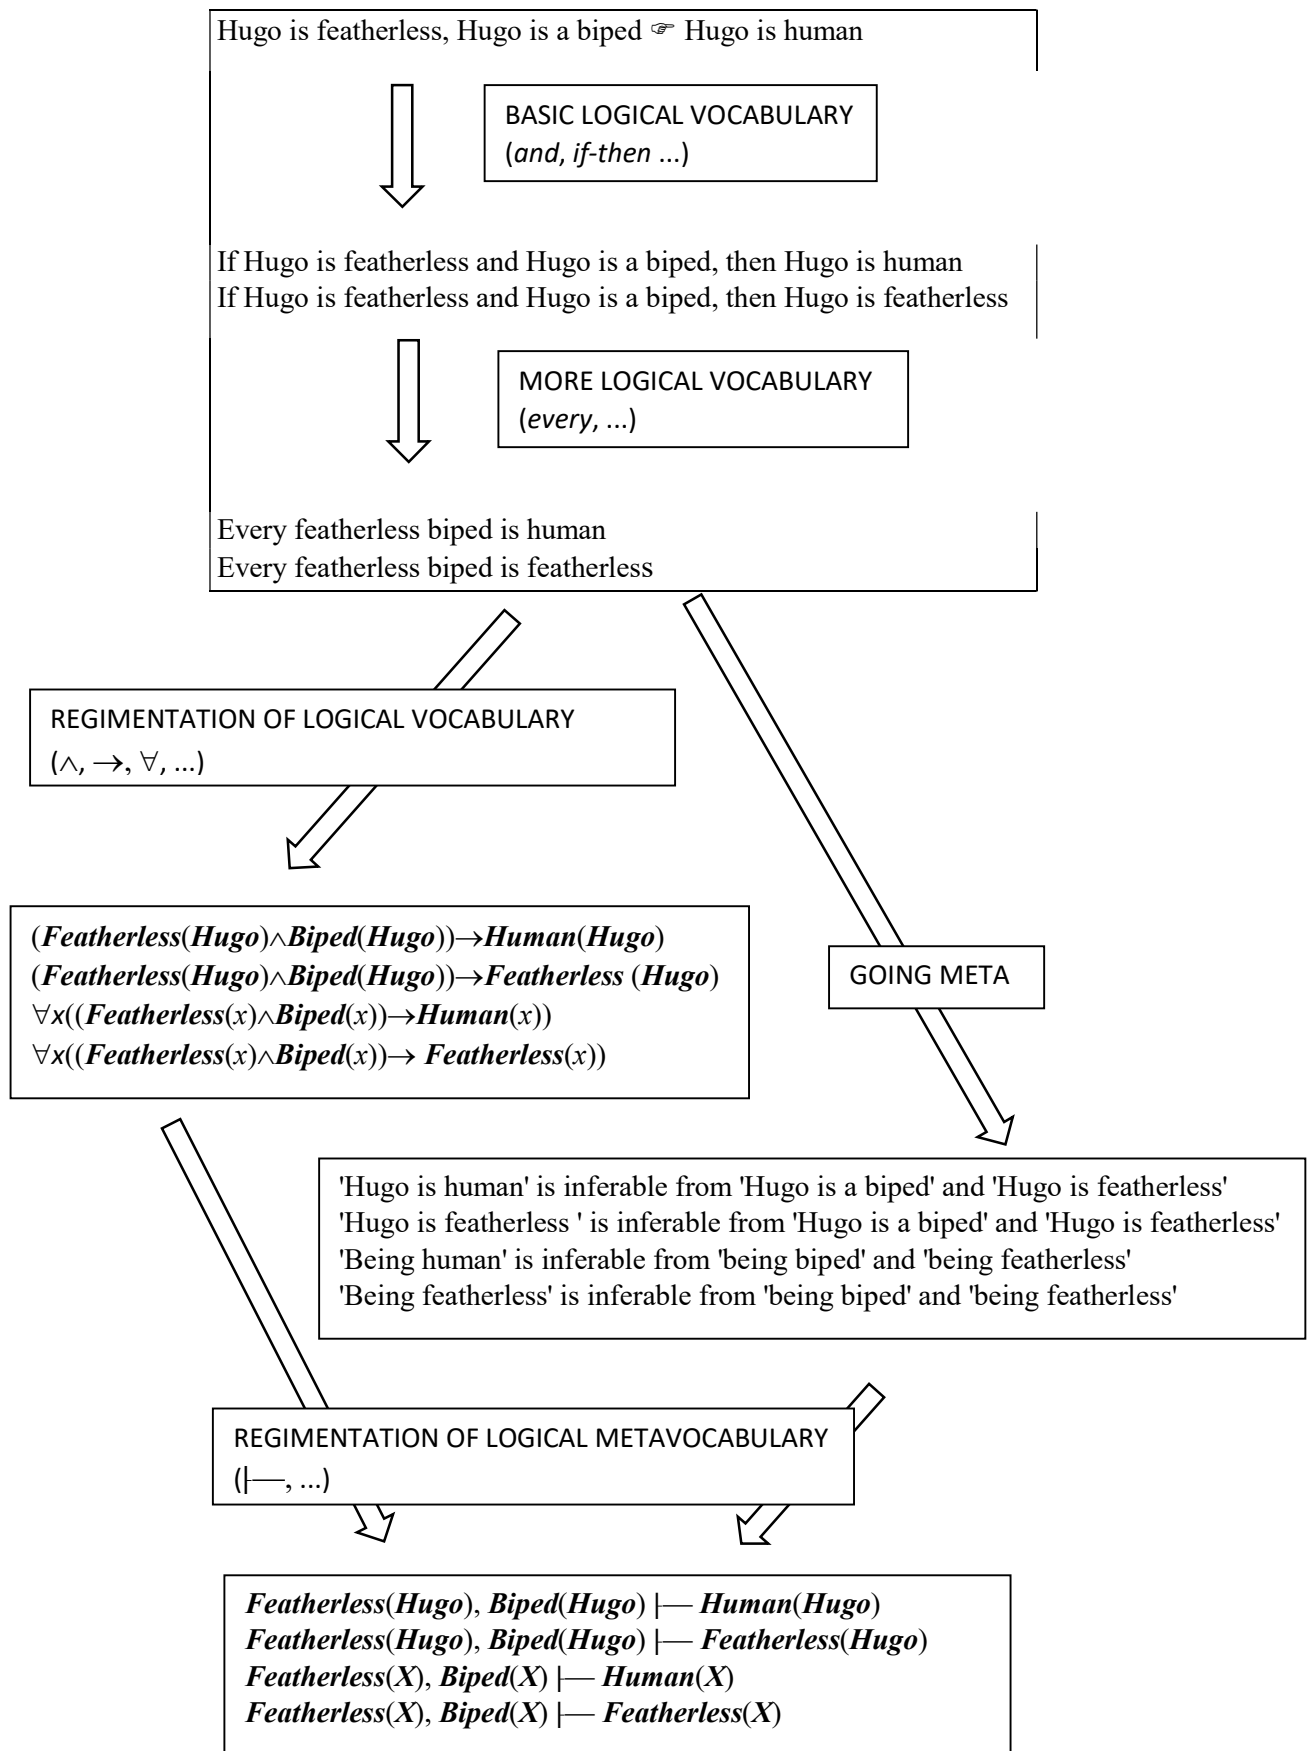 Hugo is featherless, Hugo is a biped ☞ Hugo is human
BASIC LOGICAL VOCABULARY
(and, if-then ...)
If Hugo is featherless and Hugo is a biped, then Hugo is human
If Hugo is featherless and Hugo is a biped, then Hugo is featherless
MORE LOGICAL VOCABULARY
(every, ...)
Every featherless biped is human
Every featherless biped is featherless
REGIMENTATION OF LOGICAL VOCABULARY
(∧, →, ∀, ...)
(Featherless(Hugo)∧Biped(Hugo))→Human(Hugo)
(Featherless(Hugo)∧Biped(Hugo))→Featherless (Hugo)
∀x((Featherless(x)∧Biped(x))→Human(x))
∀x((Featherless(x)∧Biped(x))→ Featherless(x))
GOING META
'Hugo is human' is inferable from 'Hugo is a biped' and 'Hugo is featherless'
'Hugo is featherless ' is inferable from 'Hugo is a biped' and 'Hugo is featherless'
'Being human' is inferable from 'being biped' and 'being featherless'
'Being featherless' is inferable from 'being biped' and 'being featherless'
REGIMENTATION OF LOGICAL METAVOCABULARY
(|—, ...)
Featherless(Hugo), Biped(Hugo) |— Human(Hugo)
Featherless(Hugo), Biped(Hugo) |— Featherless(Hugo)
Featherless(X), Biped(X) |— Human(X)
Featherless(X), Biped(X) |— Featherless(X)